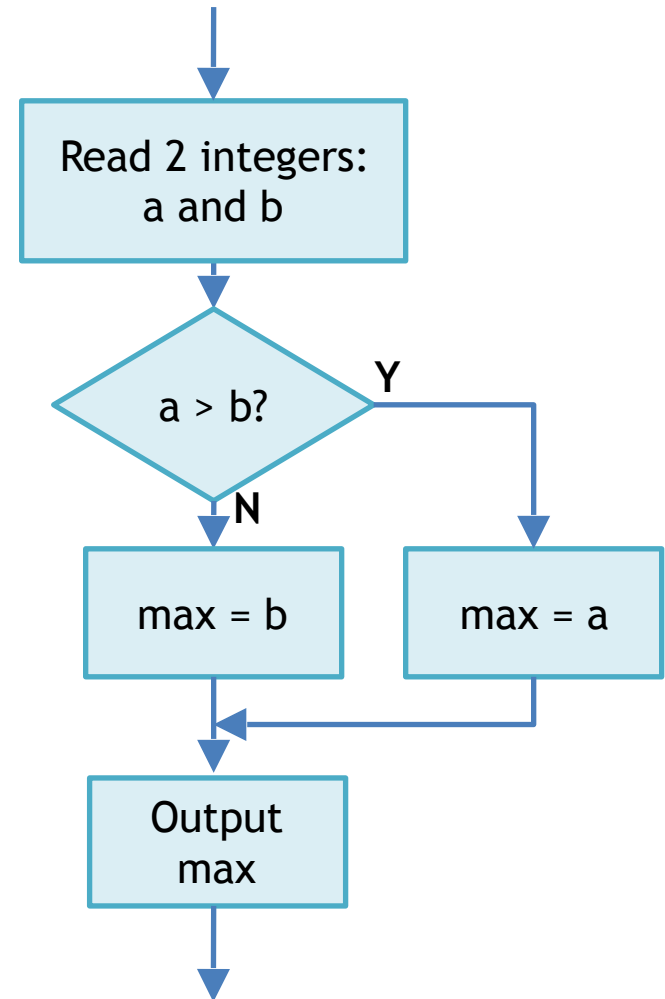 Read 2 integers:
a and b
a > b?
Y
N
max = b
max = a
Output
max